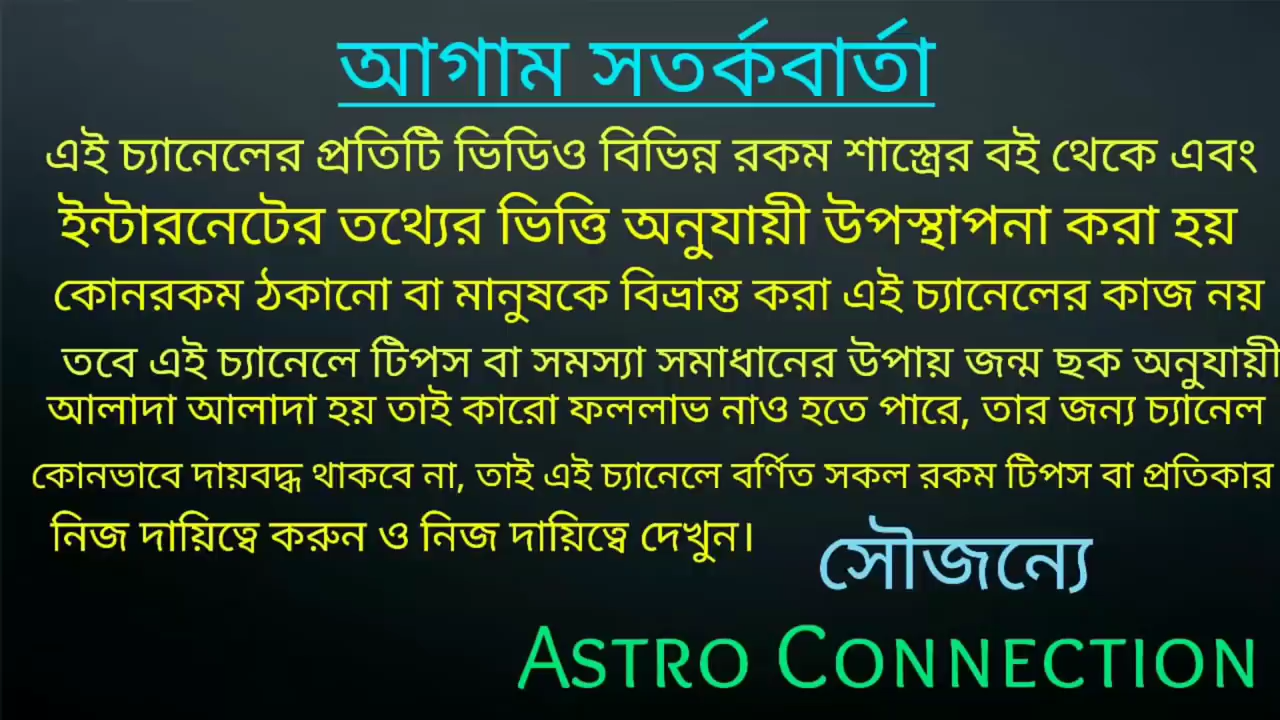 আগাম সতর্কবার্তা
এই চ্যানেলের প্রতিটি ভিডিও বিভিন্ন রকম শাস্ত্রের বই থেকে এবং
ইন্টারনেটের তথ্যের ভিত্তি অনুযায়ী উপস্থাপনা করা হয়
কোনরকম ঠকানো বা মানুষকে বিভ্রান্ত করা এই চ্যানেলের কাজ নয়
তবে এই চ্যানেলে টিপস বা সমস্যা সমাধানের উপায় জন্ম ছক অনুযায়ী
আলাদা আলাদা হয় তাই কারো ফললাভ নাও হতে পারে, তার জন্য চ্যানেল
কোনভাবে দায়বদ্ধ থাকবে না, তাই এই চ্যানেলে বর্ণিত সকল রকম টিপস বা প্রতিকার
নিজ দায়িত্বে করুন ও নিজ দায়িত্বে দেখুন।
সৌজন্যে
ASTRO CONNECTION